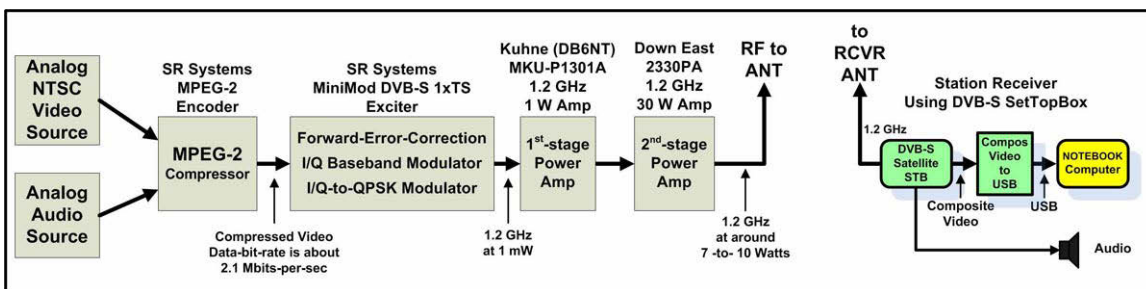 Analog
NTSC
Video
Source
Analog
Audio
Source
SR Systems
MPEG-2
Encoder
MPEG-2
Compressor
Compressed Video
Data-bit-rate is about
2.1 Mbits-per-sec
SR Systems
MiniMod DVB-S 1xTS
Exciter
Forward-Error-Correction
I/Q Baseband Modulator
I/Q-to-QPSK Modulator
1.2 GHz
at 1 mW
Kuhne (DB6NT)
MKU-P1301A
1.2 GHz
1 W Amp
1st-stage
Power
Amp
Down East
2330PA
1.2 GHz
30 W Amp
2nd-stage
Power
Amp
RF to
ANT
1.2 GHz
at around
7 -to- 10 Watts
to
RCVR
ANT
Station Receiver
Using DVB-S SetTopBox
1.2 GHz
DVB-S
Satellite
STB
Composite
Video
Compos
Video
to
USB
USB
NOTEBOOK
Computer
Audio